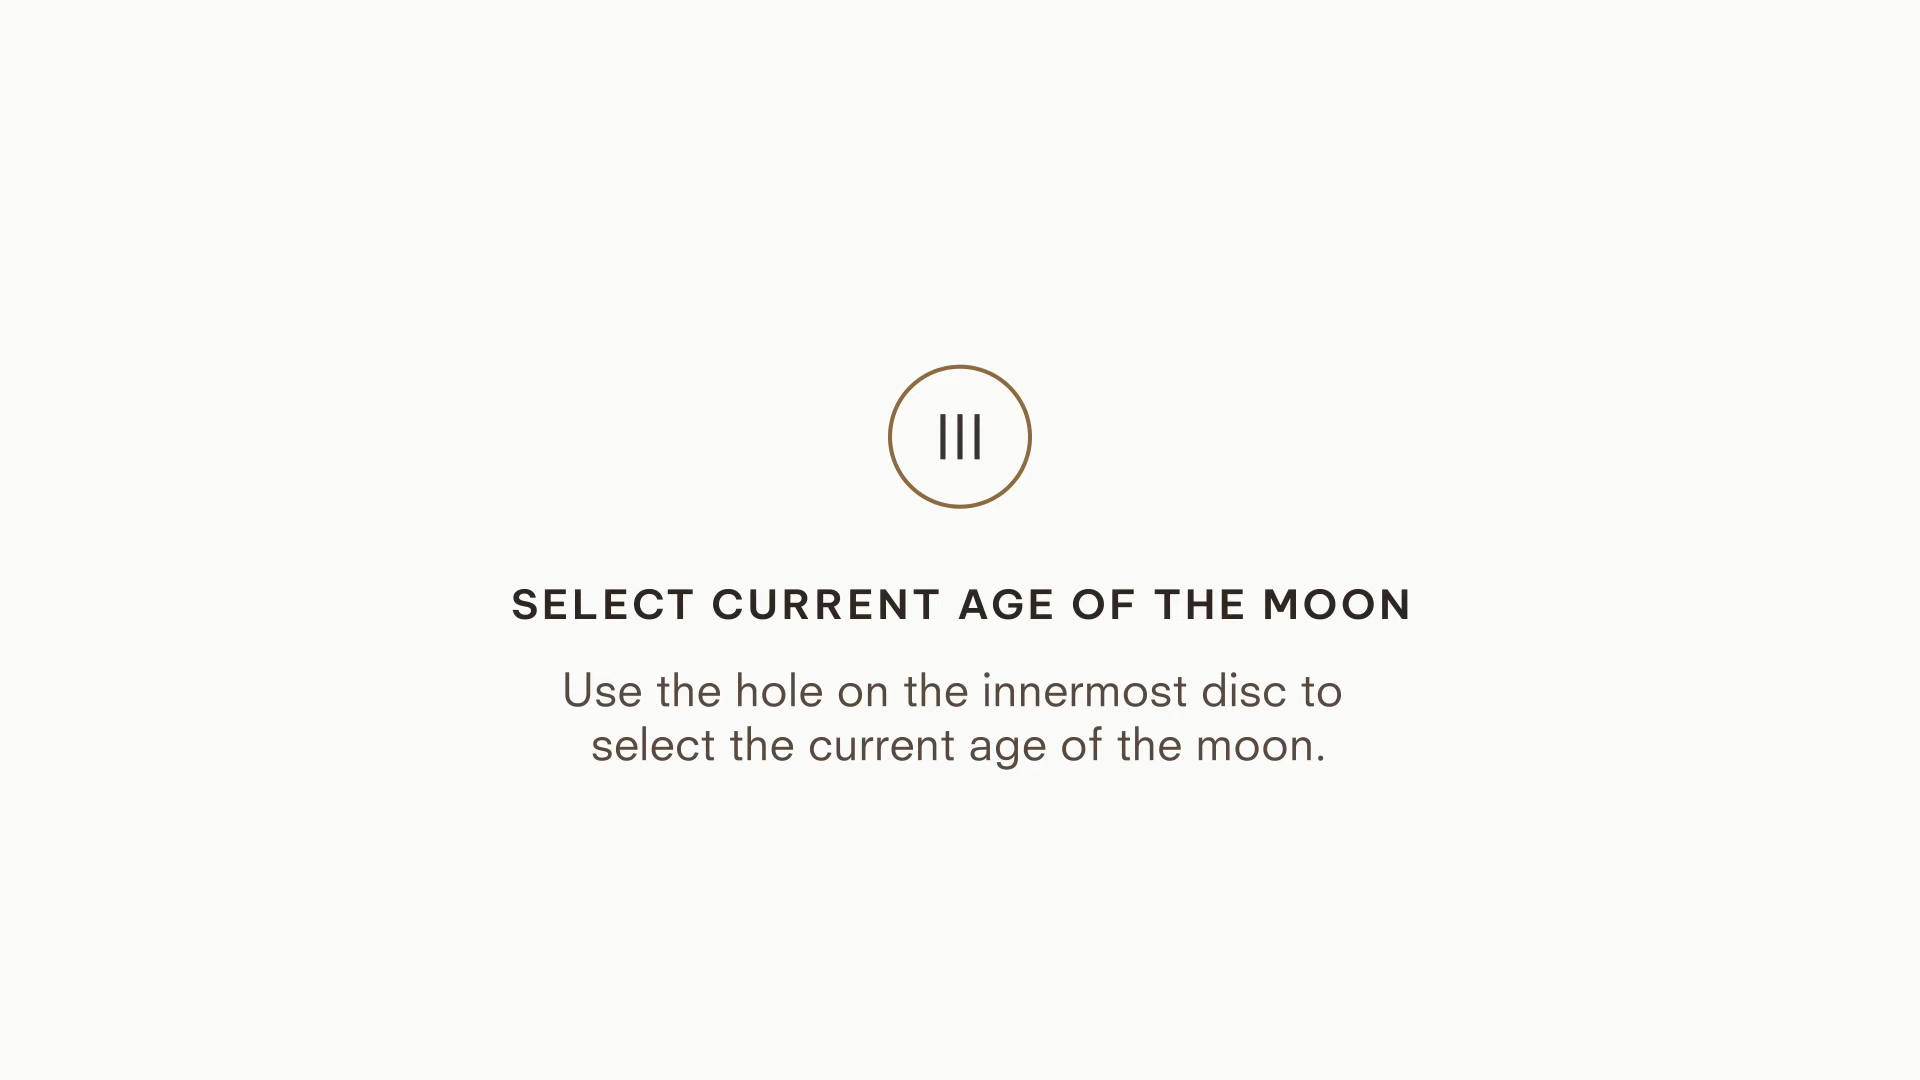 III
SELECT CURRENT AGE OF THE MOON
Use the hole on the innermost disc to
select the current age of the moon.